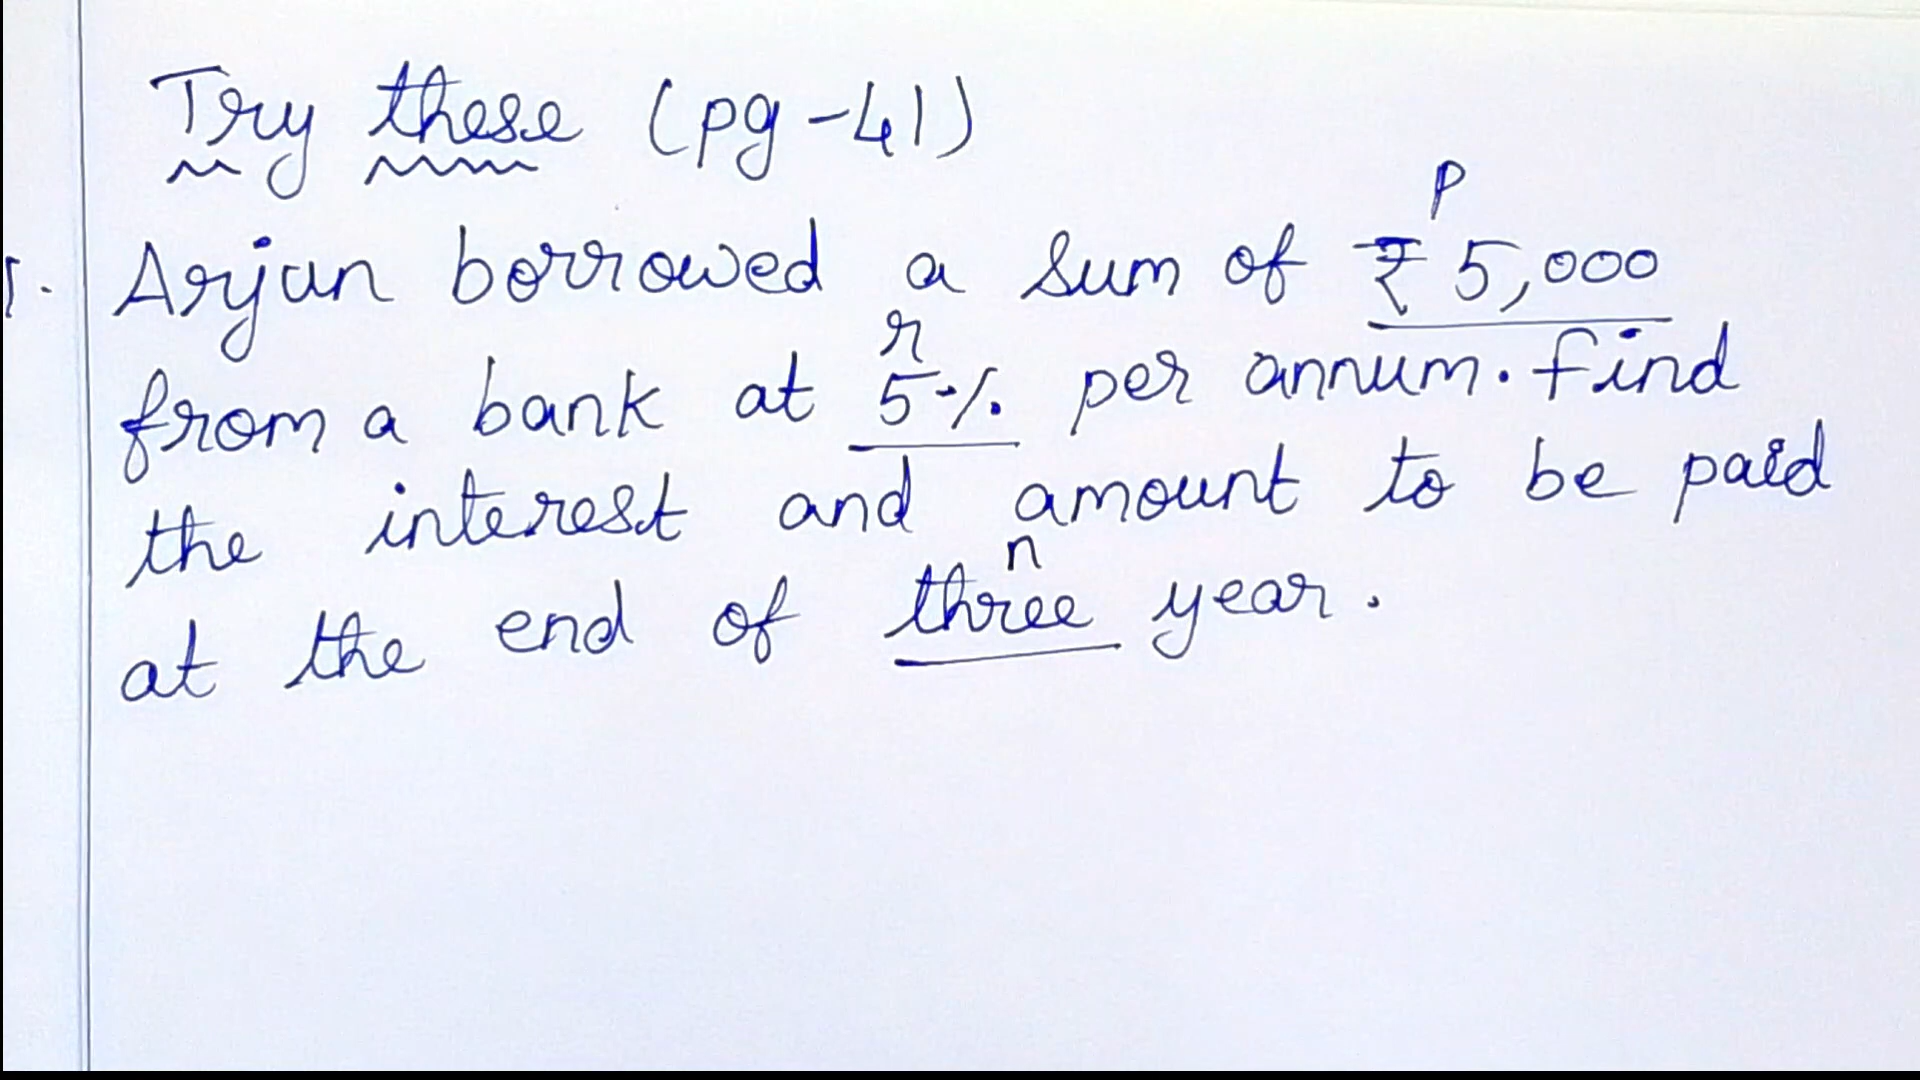 Try these (pg-41)
P
1. Arjun borrowed a sum of ₹ 5,000
r
from a bank at 5% per annum. Find
the interest and amount to be paid
n
at the end of three year.